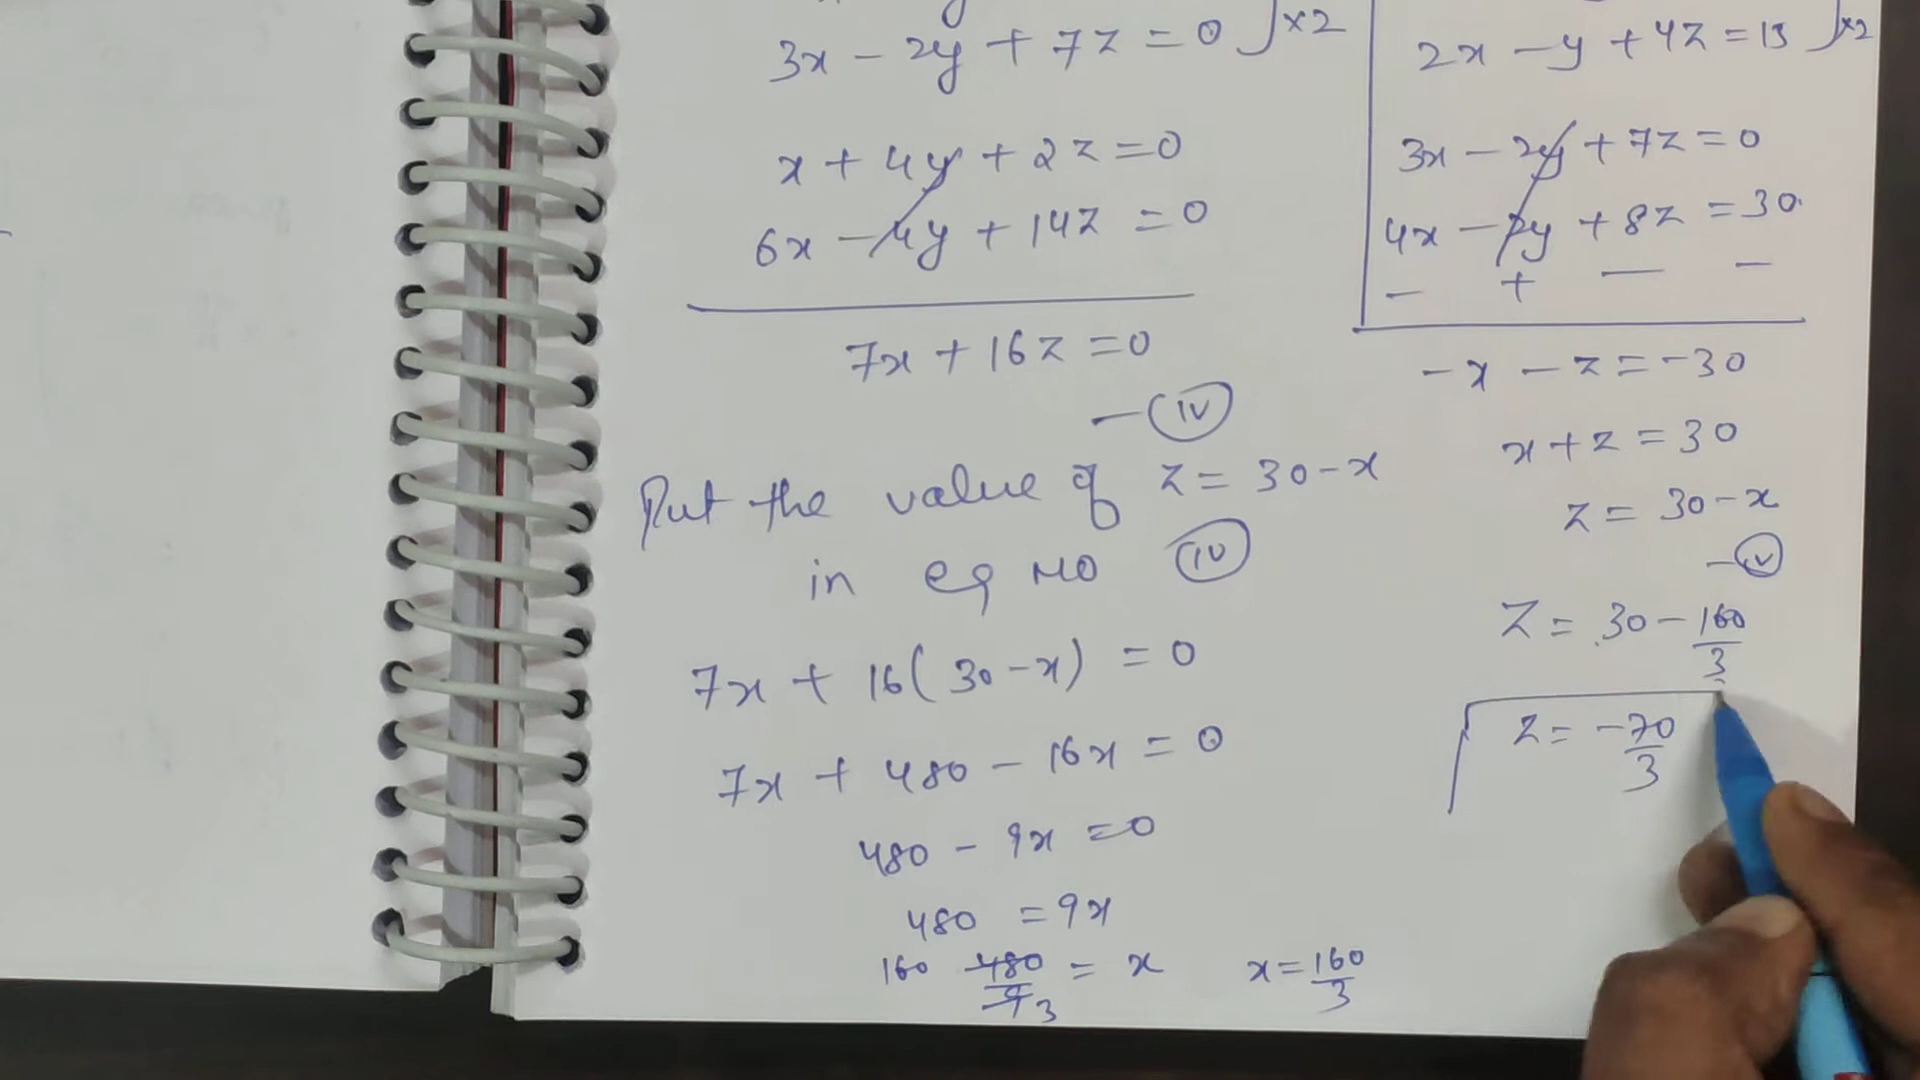 3x - 2y + 7z = 0 ] ×2
x + 4y + 2z = 0
6x - 4y + 14z = 0
7x + 16z = 0
- (IV)
Put the value of z = 30 - x
in eq no (IV)
7x + 16(30 - x) = 0
7x + 480 - 16x = 0
480 - 9x = 0
480 = 9x
160 480/9 3 = x x = 160/3
2x - y + 4z = 15 ] ×2
3x - 2y + 7z = 0
4x - 2y + 8z = 30
- + - -
- x - z = -30
x + z = 30
z = 30 - x
- (V)
Z = 30 - 160/3
Z = -70/3